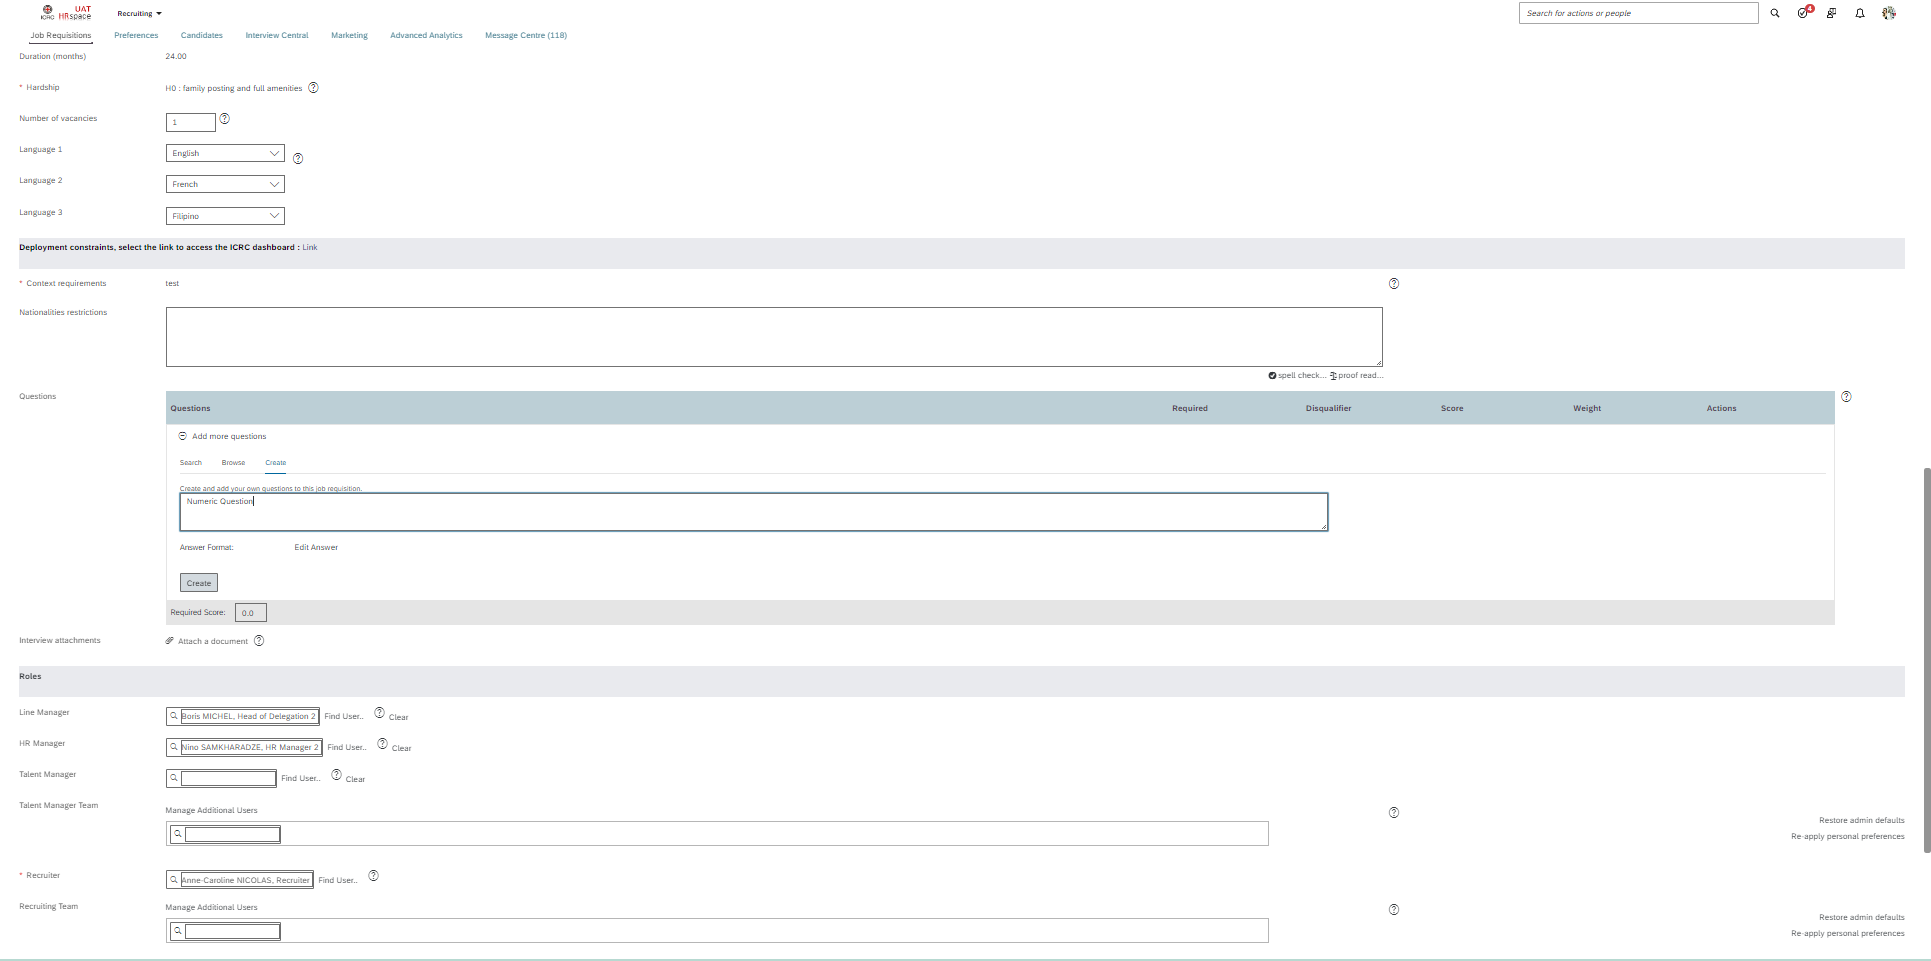 ICRC
UAT
HRspace
Recruiting
Search for actions or people
4
Job Requisitions Preferences Candidates Interview Central Marketing Advanced Analytics Message Centre (118)
Duration (months) 24.00
* Hardship H0 : family posting and full amenities
Number of vacancies 1
Language 1 English
Language 2 French
Language 3 Filipino
Deployment constraints, select the link to access the ICRC dashboard : Link
* Context requirements test
Nationalities restrictions
spell check... proof read...
Questions
Questions Required Disqualifier Score Weight Actions
Add more questions
Search Browse Create
Create and add your own questions to this job requisition.
Numeric Question
Answer Format: Edit Answer
Create
Required Score: 0.0
Interview attachments Attach a document
Roles
Line Manager Boris MICHEL, Head of Delegation 2 Find User.. Clear
HR Manager Nino SAMKHARADZE, HR Manager 2 Find User.. Clear
Talent Manager Find User.. Clear
Talent Manager Team Manage Additional Users
Restore admin defaults
Re-apply personal preferences
* Recruiter Anne-Caroline NICOLAS, Recruiter Find User..
Recruiting Team Manage Additional Users
Restore admin defaults
Re-apply personal preferences